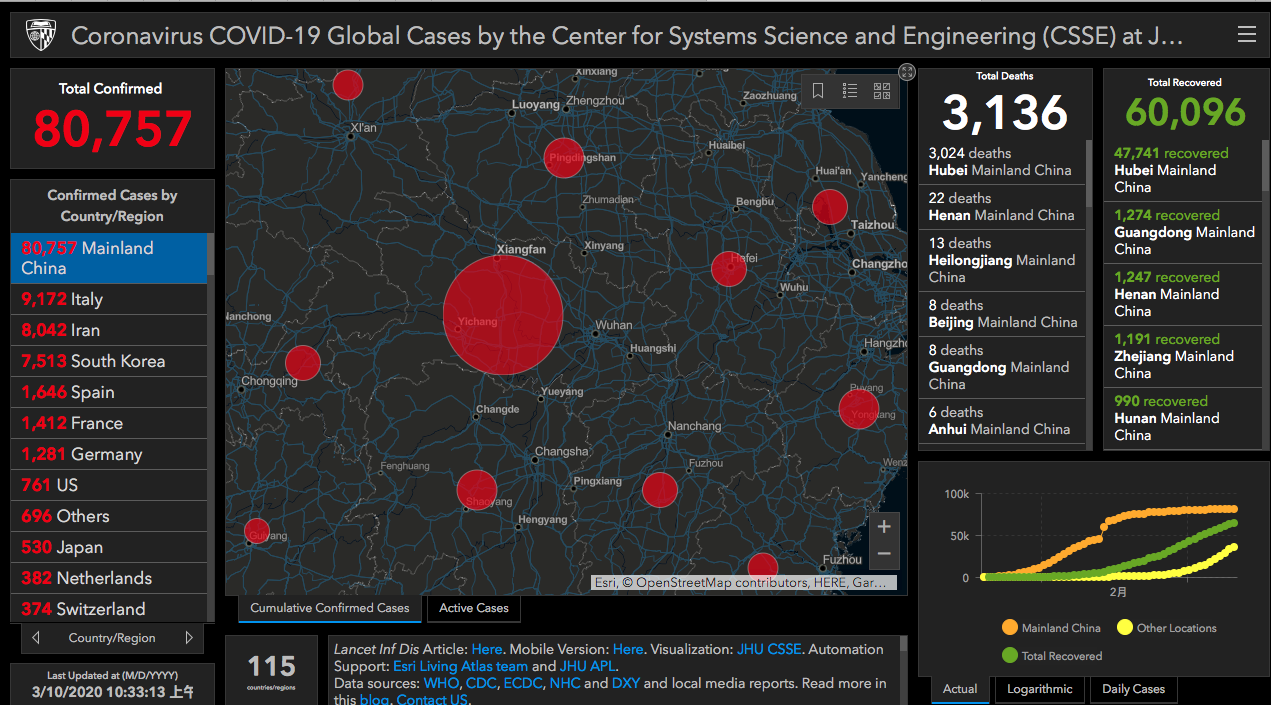 Coronavirus COVID-19 Global Cases by the Center for Systems Science and Engineering (CSSE) at J...
Total Confirmed
80,757
Confirmed Cases by
Country/Region
80,757 Mainland
China
9,172 Italy
8,042 Iran
7,513 South Korea
1,646 Spain
1,412 France
1,281 Germany
761 US
696 Others
530 Japan
382 Netherlands
374 Switzerland
Country/Region
Last Updated at (M/D/YYYY)
3/10/2020 10:33:13 上午
Xinxiang
Luoyang
Zhengzhou
Zaozhuang
XI'an
Pingdingshan
Huaibei
Huai'an
Yancheng
Zhumadian
Bengbu
Taizhou
Xiangfan
Xinyang
Hefei
Changzho
Wuhu
Nanchong
Yichang
Wuhan
Huangshi
Hangzho
Chongqing
Yueyang
Puyang
Changde
Yongkang
Nanchang
Changsha
Fenghuang
Fuzhou
Wenz
Pingxiang
Shaoyang
Hengyang
Guiyang
Fuzhou
Esri, © OpenStreetMap contributors, HERE, Gar...
Cumulative Confirmed Cases
Active Cases
115
countries/regions
Lancet Inf Dis Article: Here. Mobile Version: Here. Visualization: JHU CSSE. Automation
Support: Esri Living Atlas team and JHU APL.
Data sources: WHO, CDC, ECDC, NHC and DXY and local media reports. Read more in
this blog. Contact US.
Total Deaths
3,136
3,024 deaths
Hubei Mainland China
22 deaths
Henan Mainland China
13 deaths
Heilongjiang Mainland
China
8 deaths
Beijing Mainland China
8 deaths
Guangdong Mainland
China
6 deaths
Anhui Mainland China
Total Recovered
60,096
47,741 recovered
Hubei Mainland
China
1,274 recovered
Guangdong Mainland
China
1,247 recovered
Henan Mainland
China
1,191 recovered
Zhejiang Mainland
China
990 recovered
Hunan Mainland
China
100k
50k
0
2月
Mainland China
Other Locations
Total Recovered
Actual
Logarithmic
Daily Cases